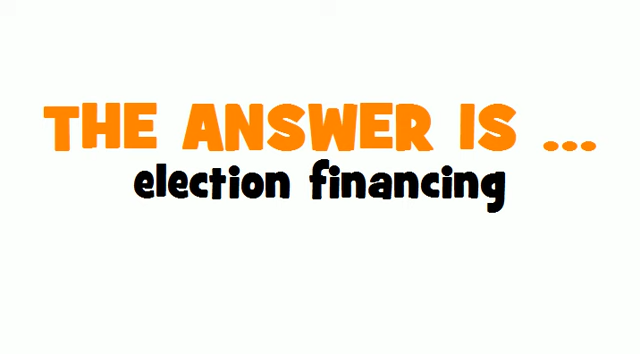 THE ANSWER IS ...
election financing